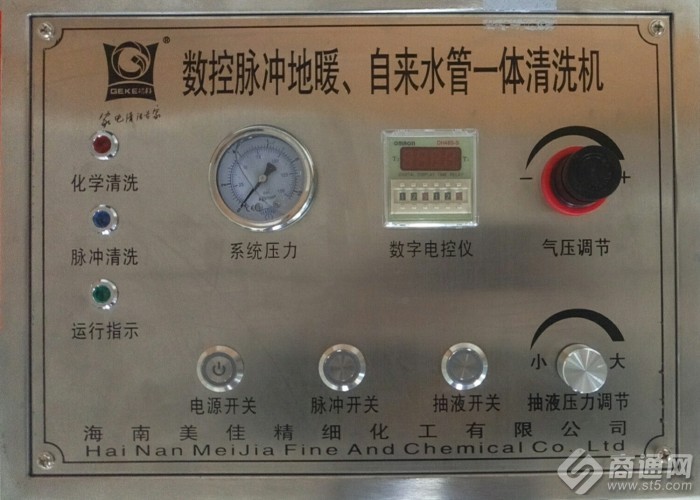 数控脉冲地暖、自来水管一体清洗机
®
GEKE
化学清洗
脉冲清洗
运行指示
系统压力
OMRON DH48S-S
数字电控仪
− +
气压调节
小 大
电源开关
脉冲开关
抽液开关
抽液压力调节
海南美佳精细化工有限公司
Hai Nan MeiJia Fine And Chemical Co., Ltd
商通网
www.st5.com